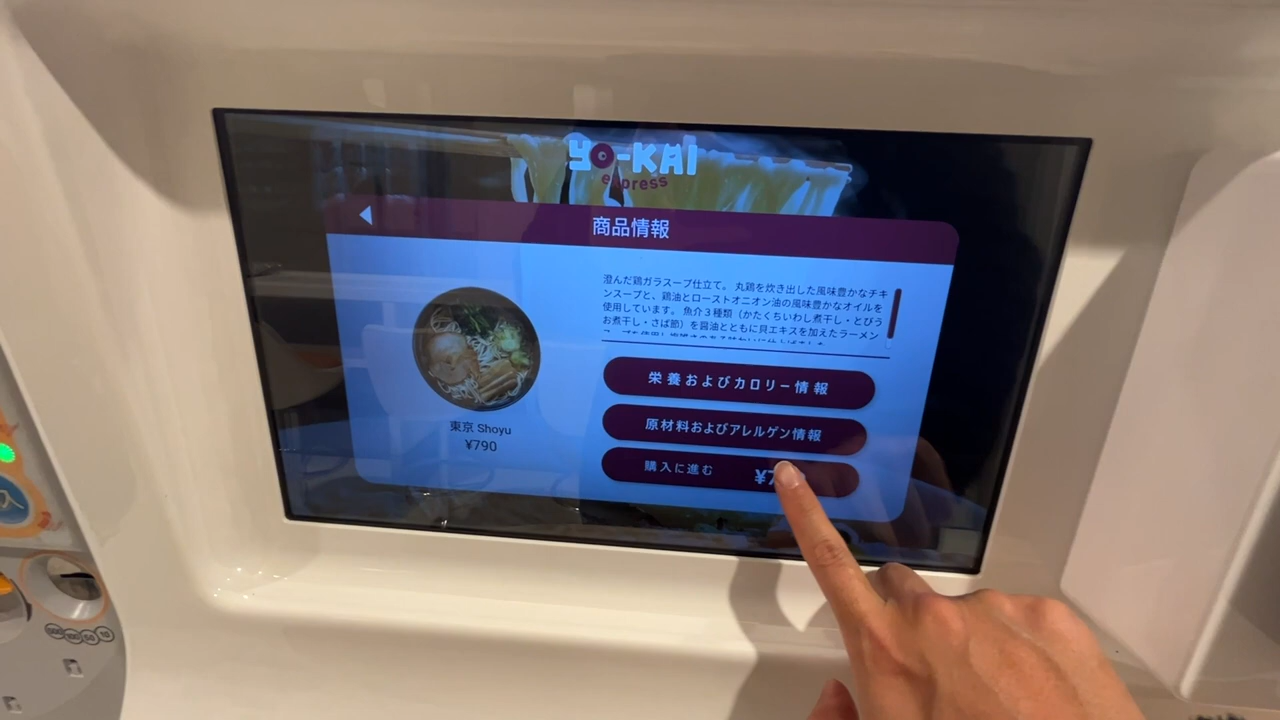 YO-KAI
express
商品情報
澄んだ鶏ガラスープ仕立て。 丸鶏を炊き出した風味豊かなチキ
ンスープと、鶏油とローストオニオン油の風味豊かなオイルを
使用しています。 魚介３種類（かたくちいわし煮干し・とびう
お煮干し・さば節）を醤油とともに貝エキスを加えたラーメン
栄養およびカロリー情報
原材料およびアレルゲン情報
購入に進む ¥7
東京 Shoyu
¥790